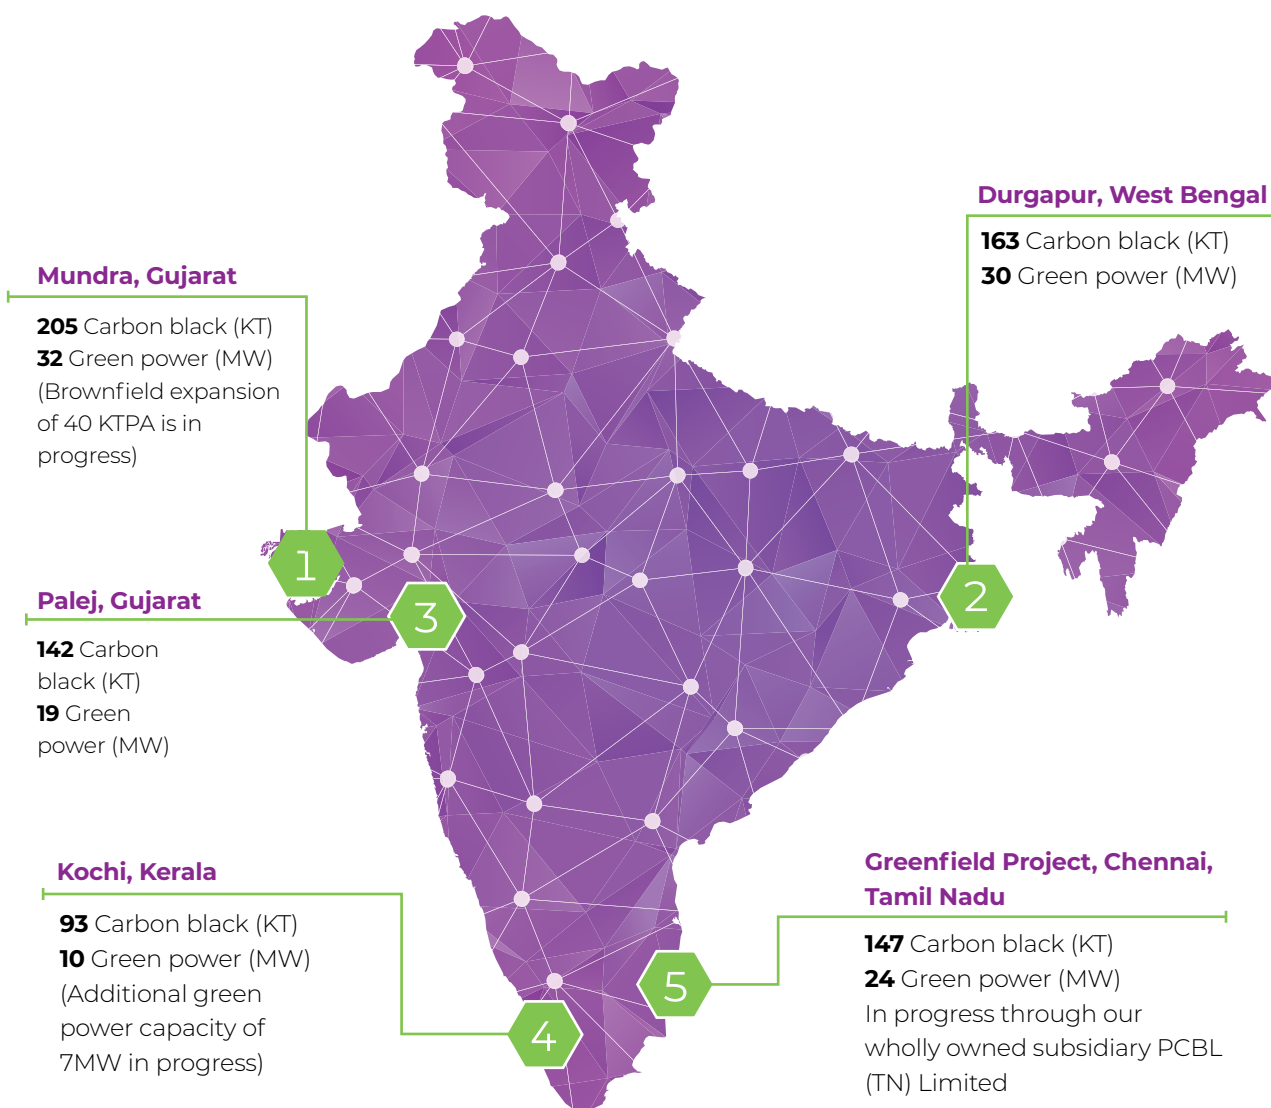 Mundra, Gujarat
205 Carbon black (KT)
32 Green power (MW)
(Brownfield expansion
of 40 KTPA is in
progress)
1
Durgapur, West Bengal
163 Carbon black (KT)
30 Green power (MW)
2
Palej, Gujarat
142 Carbon
black (KT)
19 Green
power (MW)
3
Kochi, Kerala
93 Carbon black (KT)
10 Green power (MW)
(Additional green
power capacity of
7MW in progress)
4
Greenfield Project, Chennai,
Tamil Nadu
147 Carbon black (KT)
24 Green power (MW)
In progress through our
wholly owned subsidiary PCBL
(TN) Limited
5